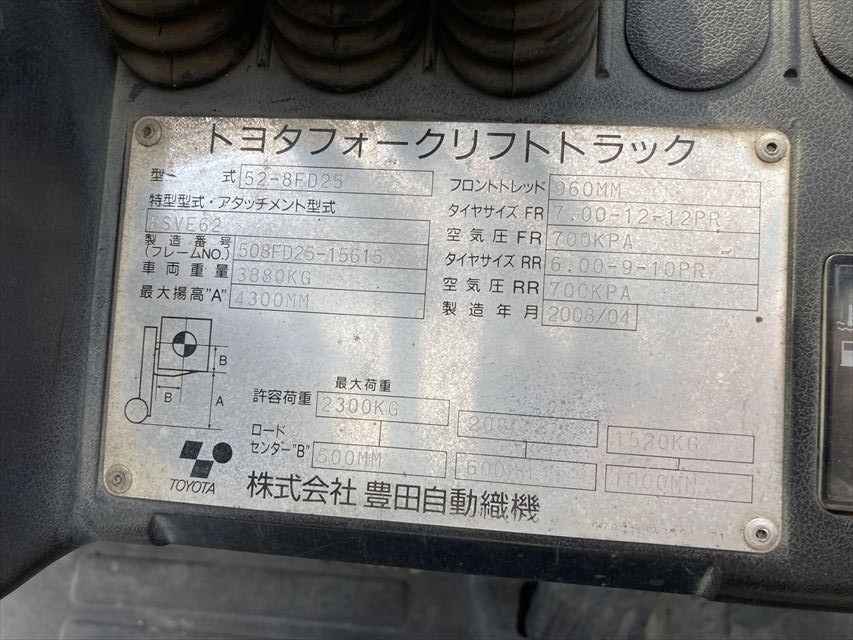 トヨタフォークリフトトラック
型 式 52-8FD25
特型型式・アタッチメント型式
SVE62
製造番号
(フレームNO.) 508FD25-15615
車両重量 3880KG
最大揚高"A" 4300MM
フロントトレッド 960MM
タイヤサイズ FR 7.00-12-12PR
空気圧 FR 700KPA
タイヤサイズ RR 6.00-9-10PR
空気圧 RR 700KPA
製造年月 2008/04
B
B
A
最大荷重
許容荷重 2300KG 1520KG
ロード
センター"B" 500MM 600MM 1000MM
TOYOTA
株式会社 豊田自動織機